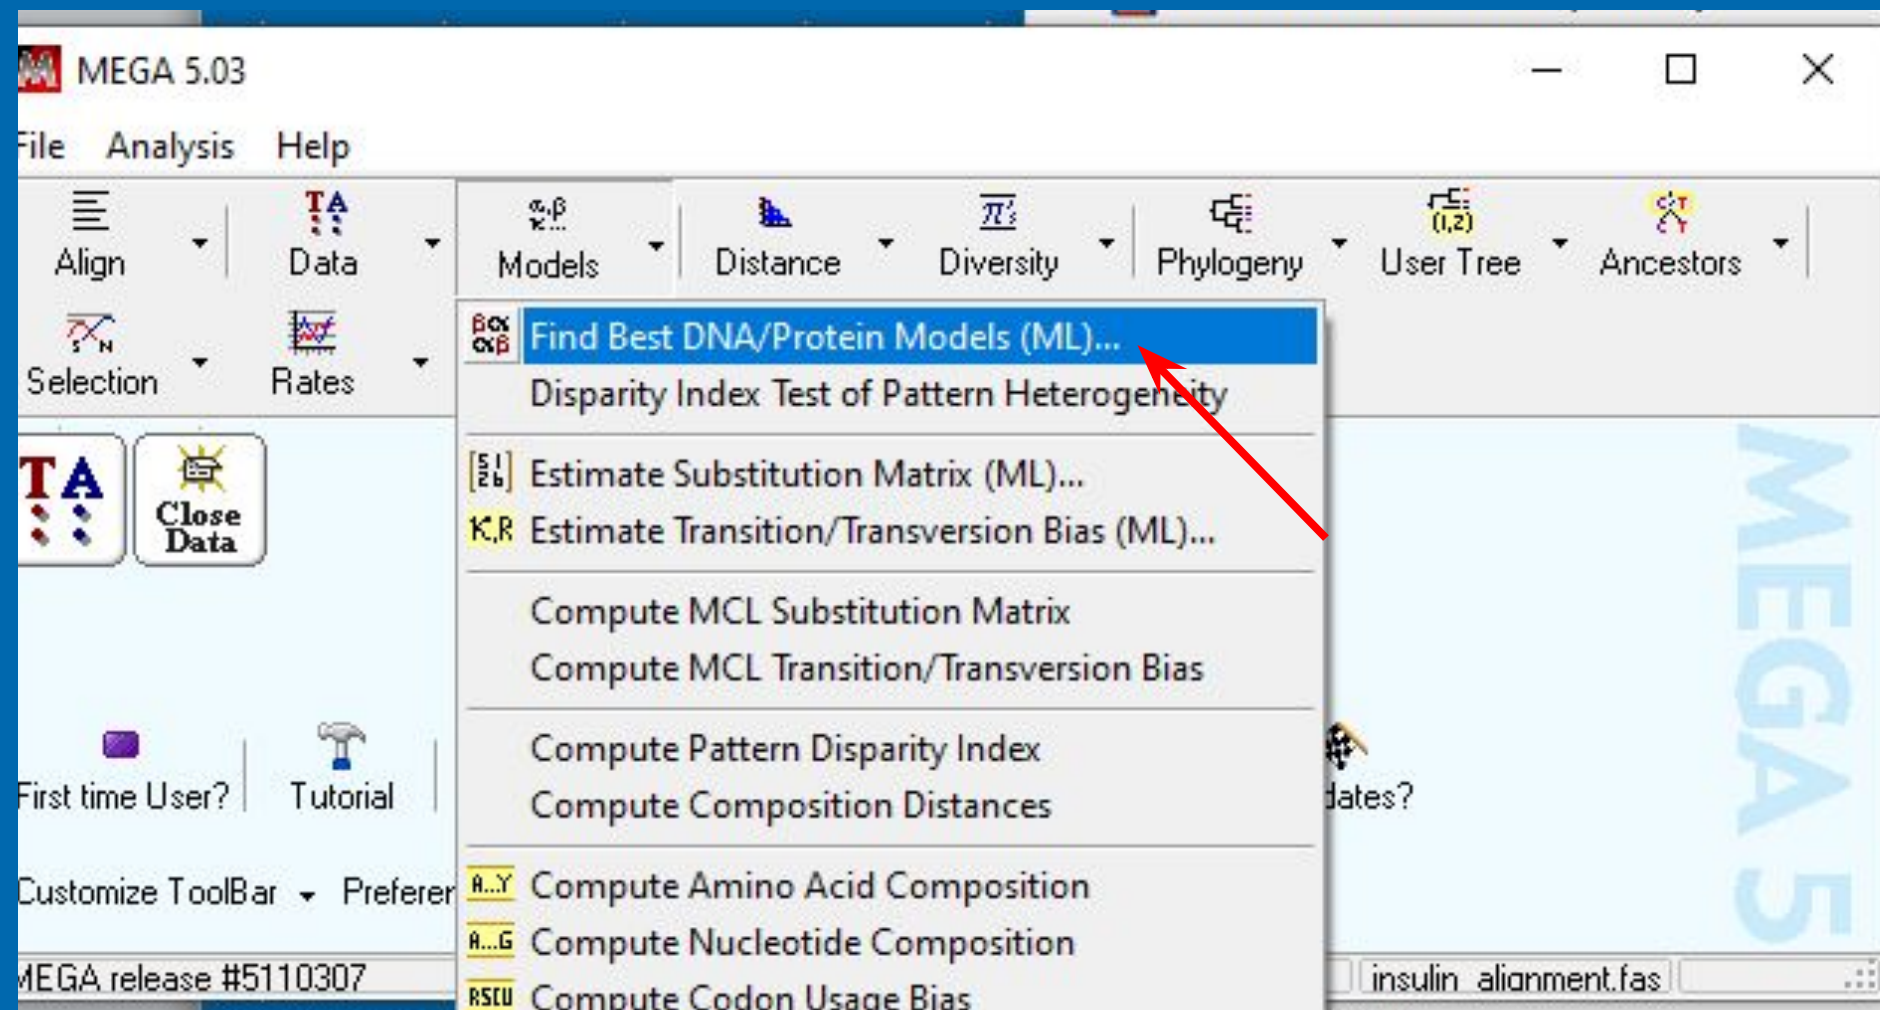 MEGA 5.03
File Analysis Help
Align Data Models Distance Diversity Phylogeny User Tree Ancestors
Selection Rates
Find Best DNA/Protein Models (ML)...
Disparity Index Test of Pattern Heterogeneity
Estimate Substitution Matrix (ML)...
Estimate Transition/Transversion Bias (ML)...
Compute MCL Substitution Matrix
Compute MCL Transition/Transversion Bias
Compute Pattern Disparity Index
Compute Composition Distances
Compute Amino Acid Composition
Compute Nucleotide Composition
Compute Codon Usage Bias
TA
Close
Data
First time User? Tutorial dates?
Customize ToolBar Preferen
MEGA release #5110307 insulin_alignment.fas
MEGA 5